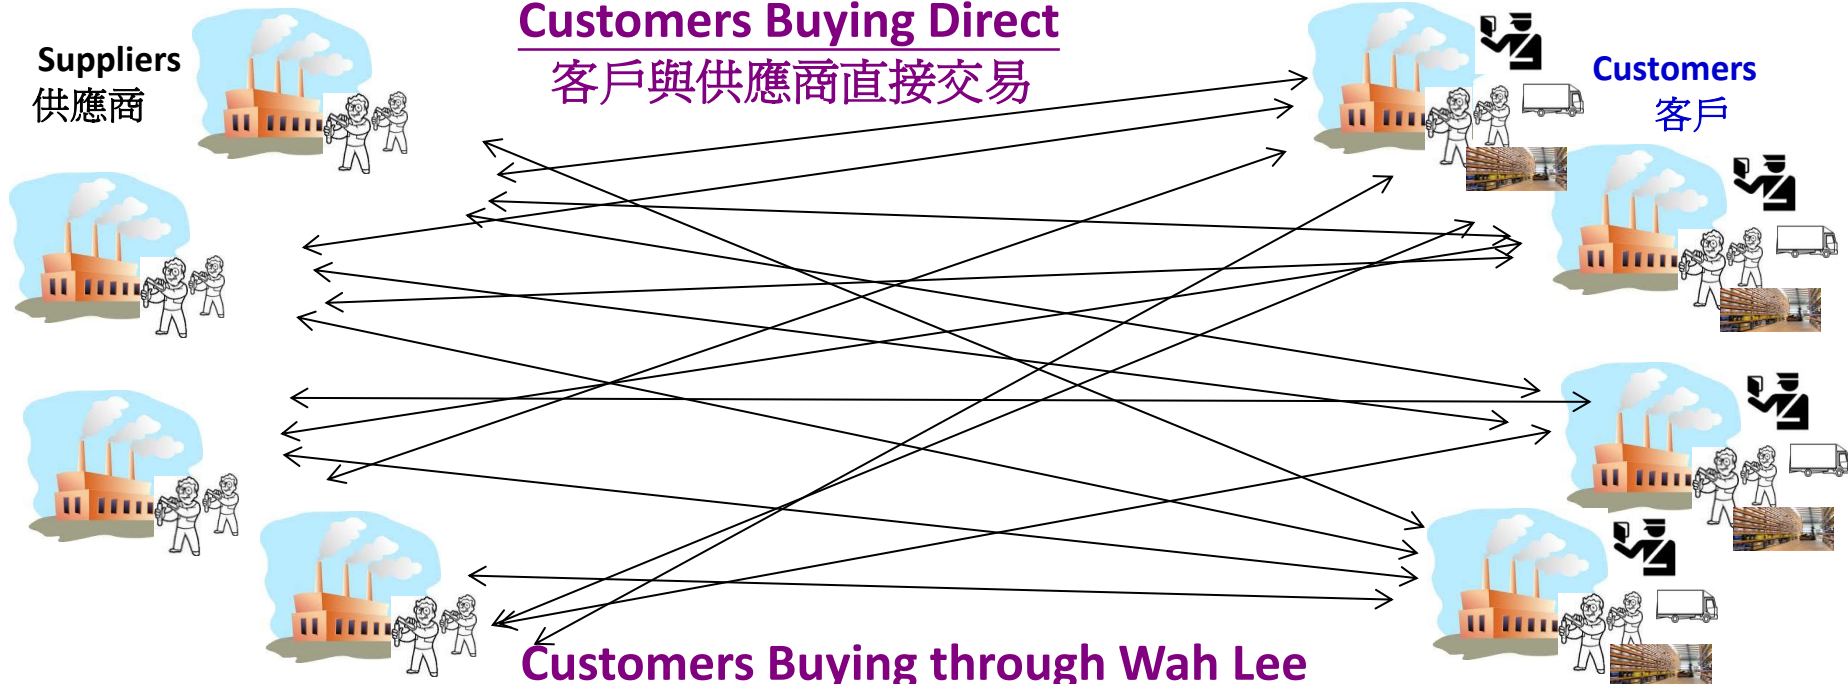 Customers Buying Direct
客戶與供應商直接交易
Suppliers
供應商
Customers
客戶
Customers Buying through Wah Lee